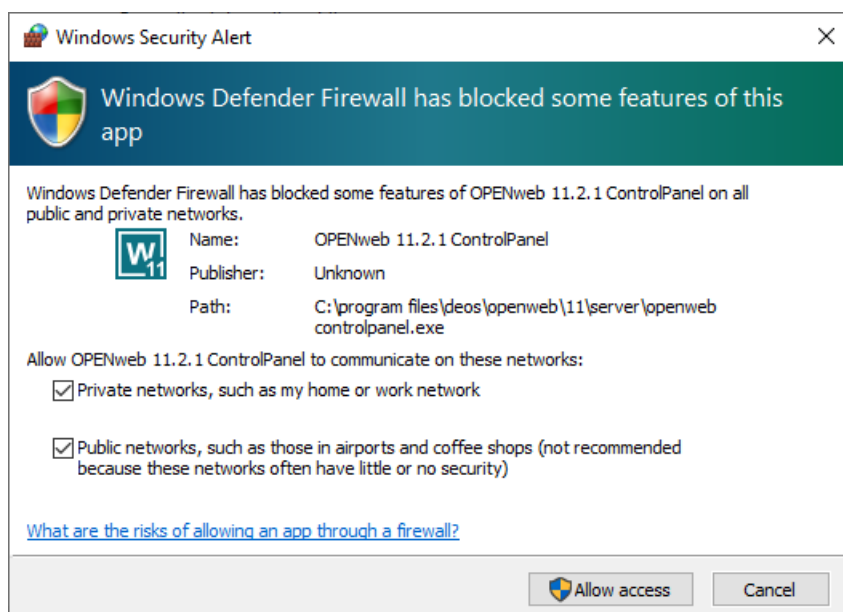 Windows Security Alert
Windows Defender Firewall has blocked some features of this
app
Windows Defender Firewall has blocked some features of OPENweb 11.2.1 ControlPanel on all
public and private networks.
W
11
Name: OPENweb 11.2.1 ControlPanel
Publisher: Unknown
Path: C:\program files\deos\openweb\11\server\openweb
controlpanel.exe
Allow OPENweb 11.2.1 ControlPanel to communicate on these networks:
Private networks, such as my home or work network
Public networks, such as those in airports and coffee shops (not recommended
because these networks often have little or no security)
What are the risks of allowing an app through a firewall?
Allow access Cancel